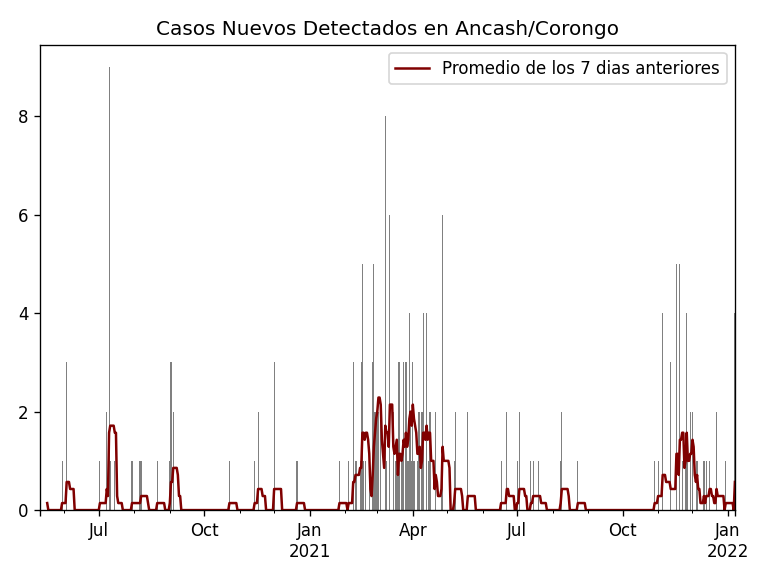 Casos Nuevos Detectados en Ancash/Corongo
Promedio de los 7 dias anteriores
8
6
4
2
0
Jul Oct Jan Apr Jul Oct Jan
2021 2022